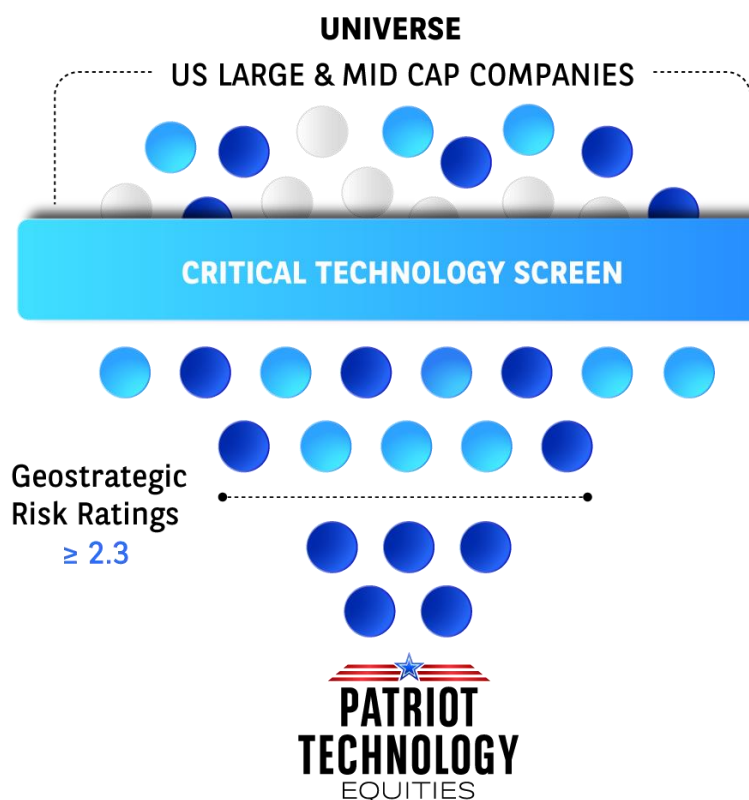 UNIVERSE
US LARGE & MID CAP COMPANIES
CRITICAL TECHNOLOGY SCREEN
Geostrategic
Risk Ratings
≥ 2.3
PATRIOT
TECHNOLOGY
EQUITIES